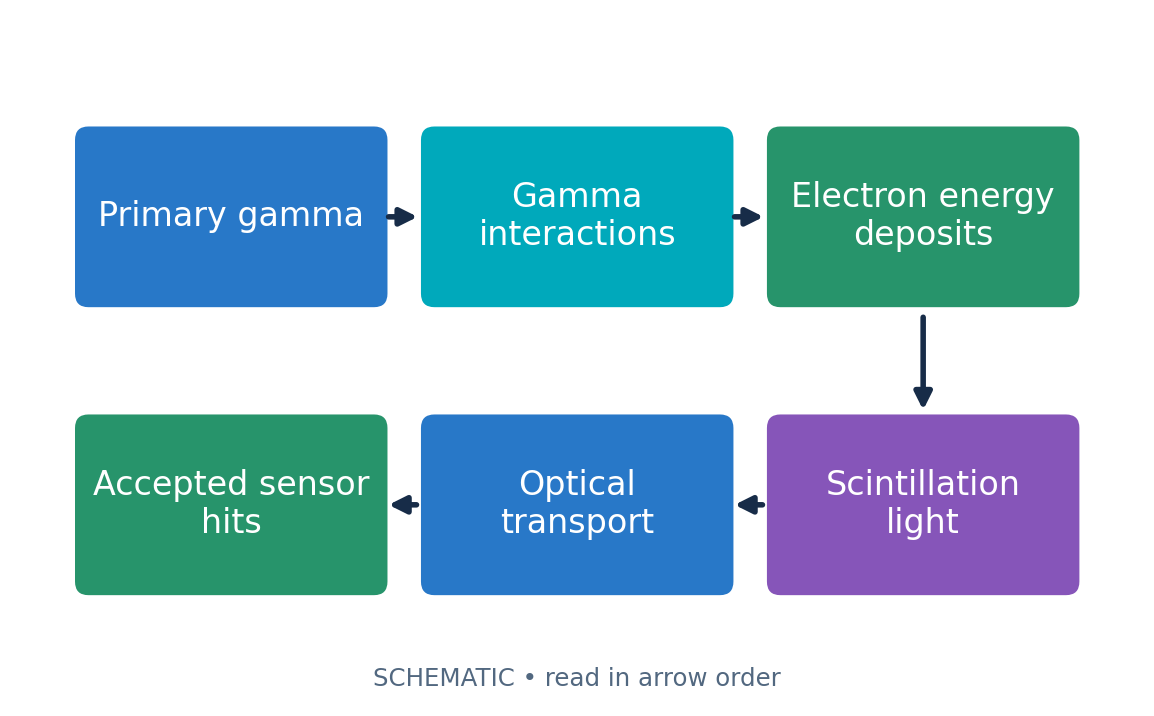 Primary gamma
Gamma
interactions
Electron energy
deposits
Scintillation
light
Optical
transport
Accepted sensor
hits
SCHEMATIC • read in arrow order